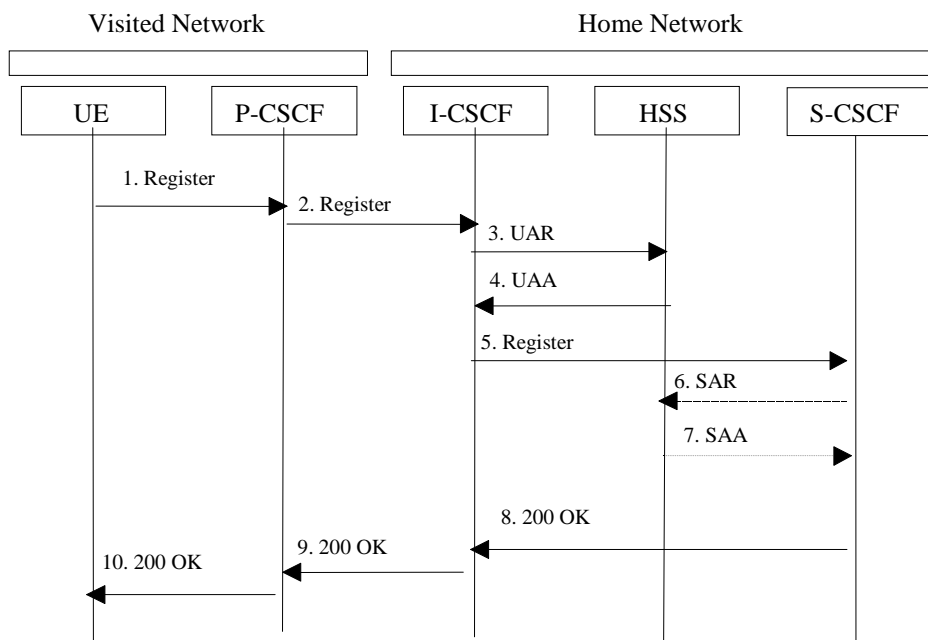 Visited Network
Home Network
UE
P-CSCF
I-CSCF
HSS
S-CSCF
1. Register
2. Register
3. UAR
4. UAA
5. Register
6. SAR
7. SAA
8. 200 OK
9. 200 OK
10. 200 OK